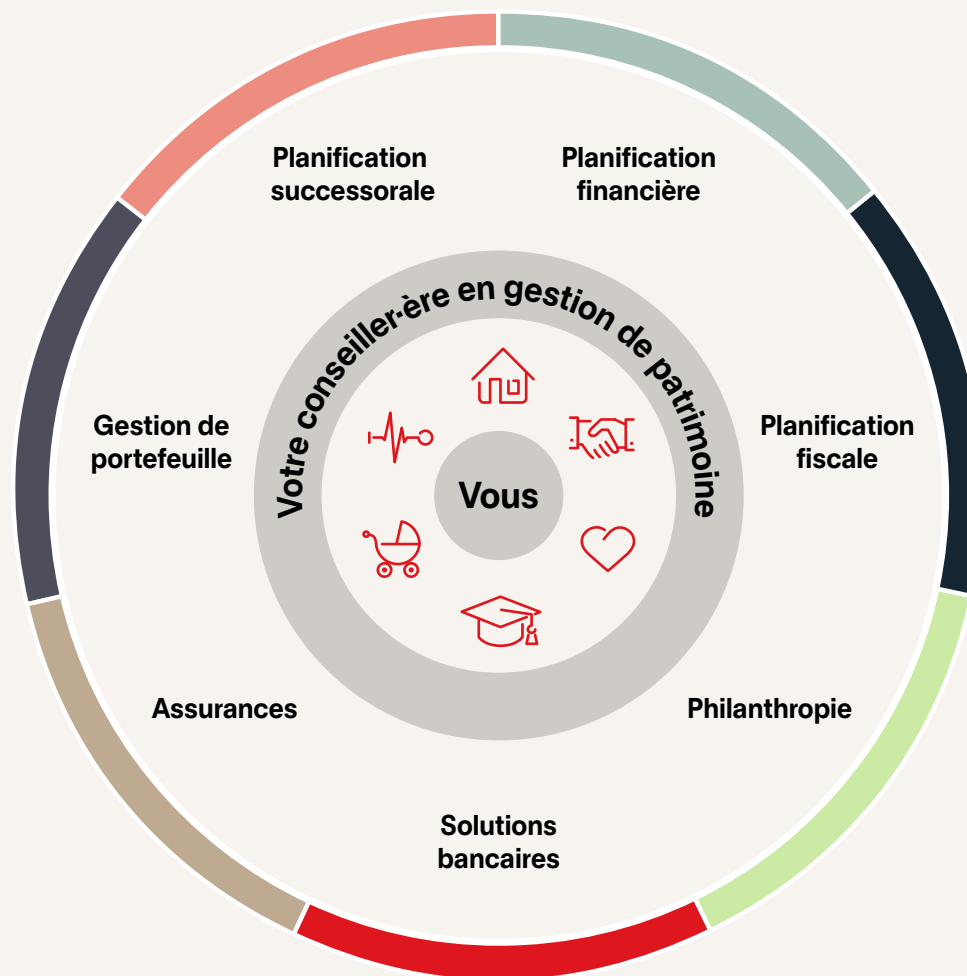 Planification
successorale
Planification
financière
Votre conseiller·ère en gestion de patrimoine
Gestion de
portefeuille
Vous
Planification
fiscale
Assurances
Philanthropie
Solutions
bancaires